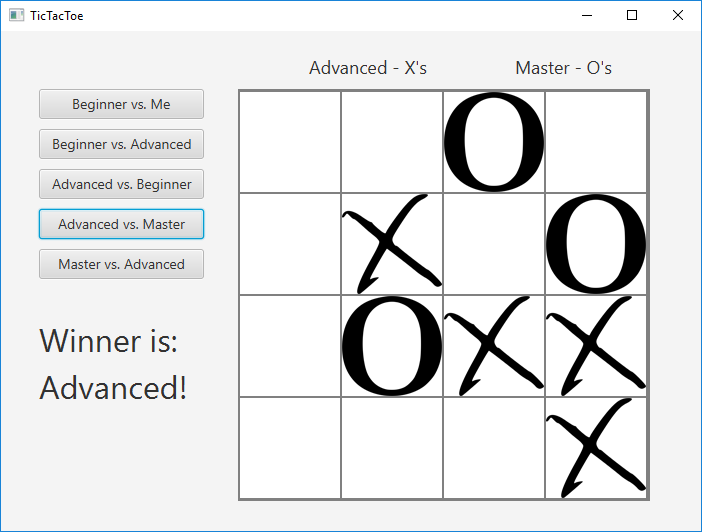 TicTacToe
Advanced - X's
Master - O's
Beginner vs. Me
Beginner vs. Advanced
Advanced vs. Beginner
Advanced vs. Master
Master vs. Advanced
Winner is:
Advanced!
O
X O
O X X
X